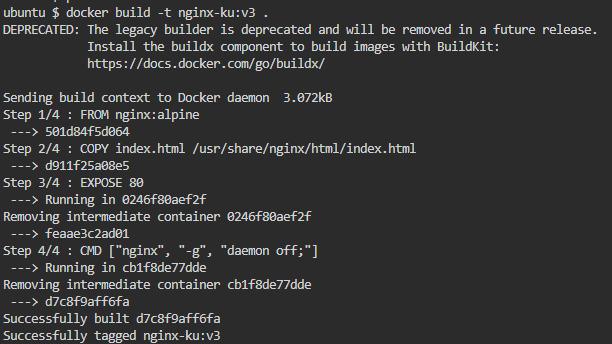 ubuntu $ docker build -t nginx-ku:v3 .
DEPRECATED: The legacy builder is deprecated and will be removed in a future release.
            Install the buildx component to build images with BuildKit:
            https://docs.docker.com/go/buildx/

Sending build context to Docker daemon  3.072kB
Step 1/4 : FROM nginx:alpine
 ---> 501d84f5d064
Step 2/4 : COPY index.html /usr/share/nginx/html/index.html
 ---> d911f25a08e5
Step 3/4 : EXPOSE 80
 ---> Running in 0246f80aef2f
Removing intermediate container 0246f80aef2f
 ---> feaae3c2ad01
Step 4/4 : CMD ["nginx", "-g", "daemon off;"]
 ---> Running in cb1f8de77dde
Removing intermediate container cb1f8de77dde
 ---> d7c8f9aff6fa
Successfully built d7c8f9aff6fa
Successfully tagged nginx-ku:v3